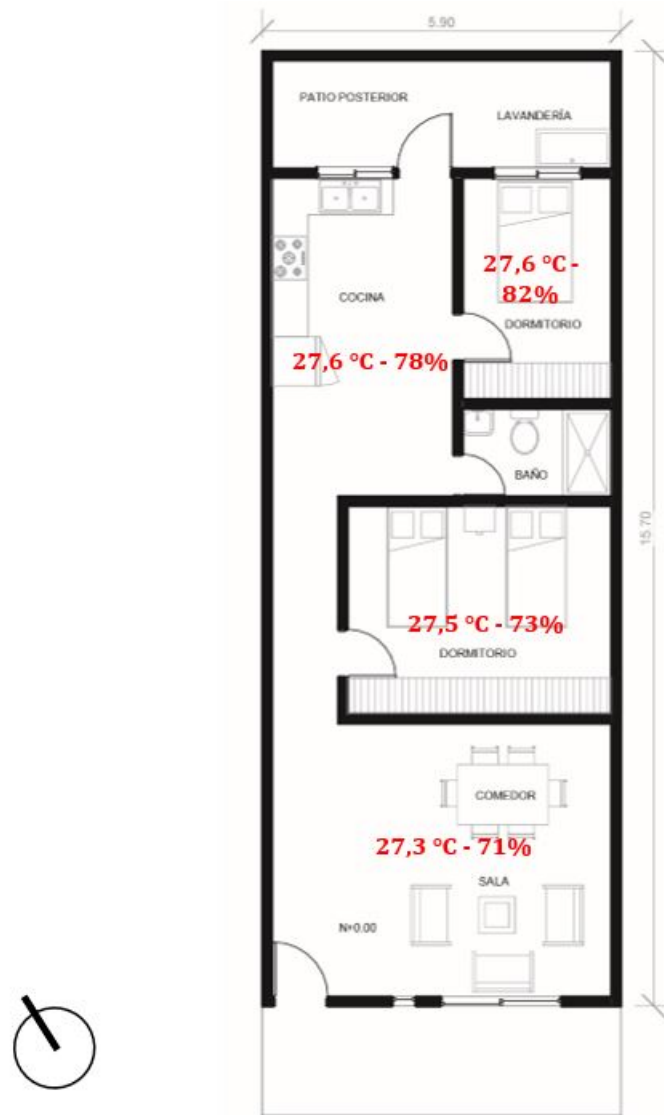 5.90
PATIO POSTERIOR
LAVANDERÍA
27,6 °C -
82%
COCINA
DORMITORIO
27,6 °C - 78%
BAÑO
15.70
27,5 °C - 73%
DORMITORIO
COMEDOR
27,3 °C - 71%
SALA
N+0.00